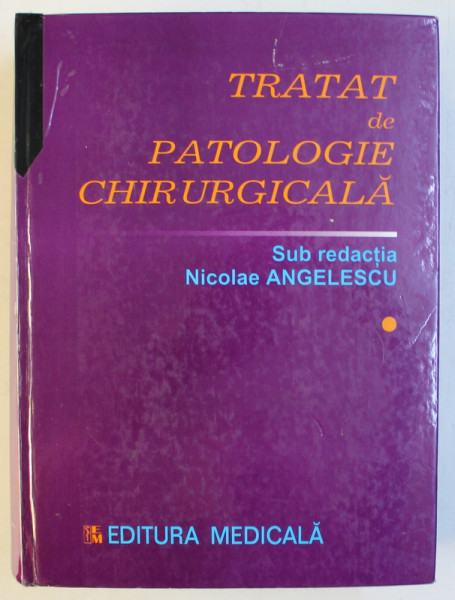 TRATAT
de
PATOLOGIE
CHIRURGICALĂ
Sub redacția
Nicolae ANGELESCU
EDITURA MEDICALĂ